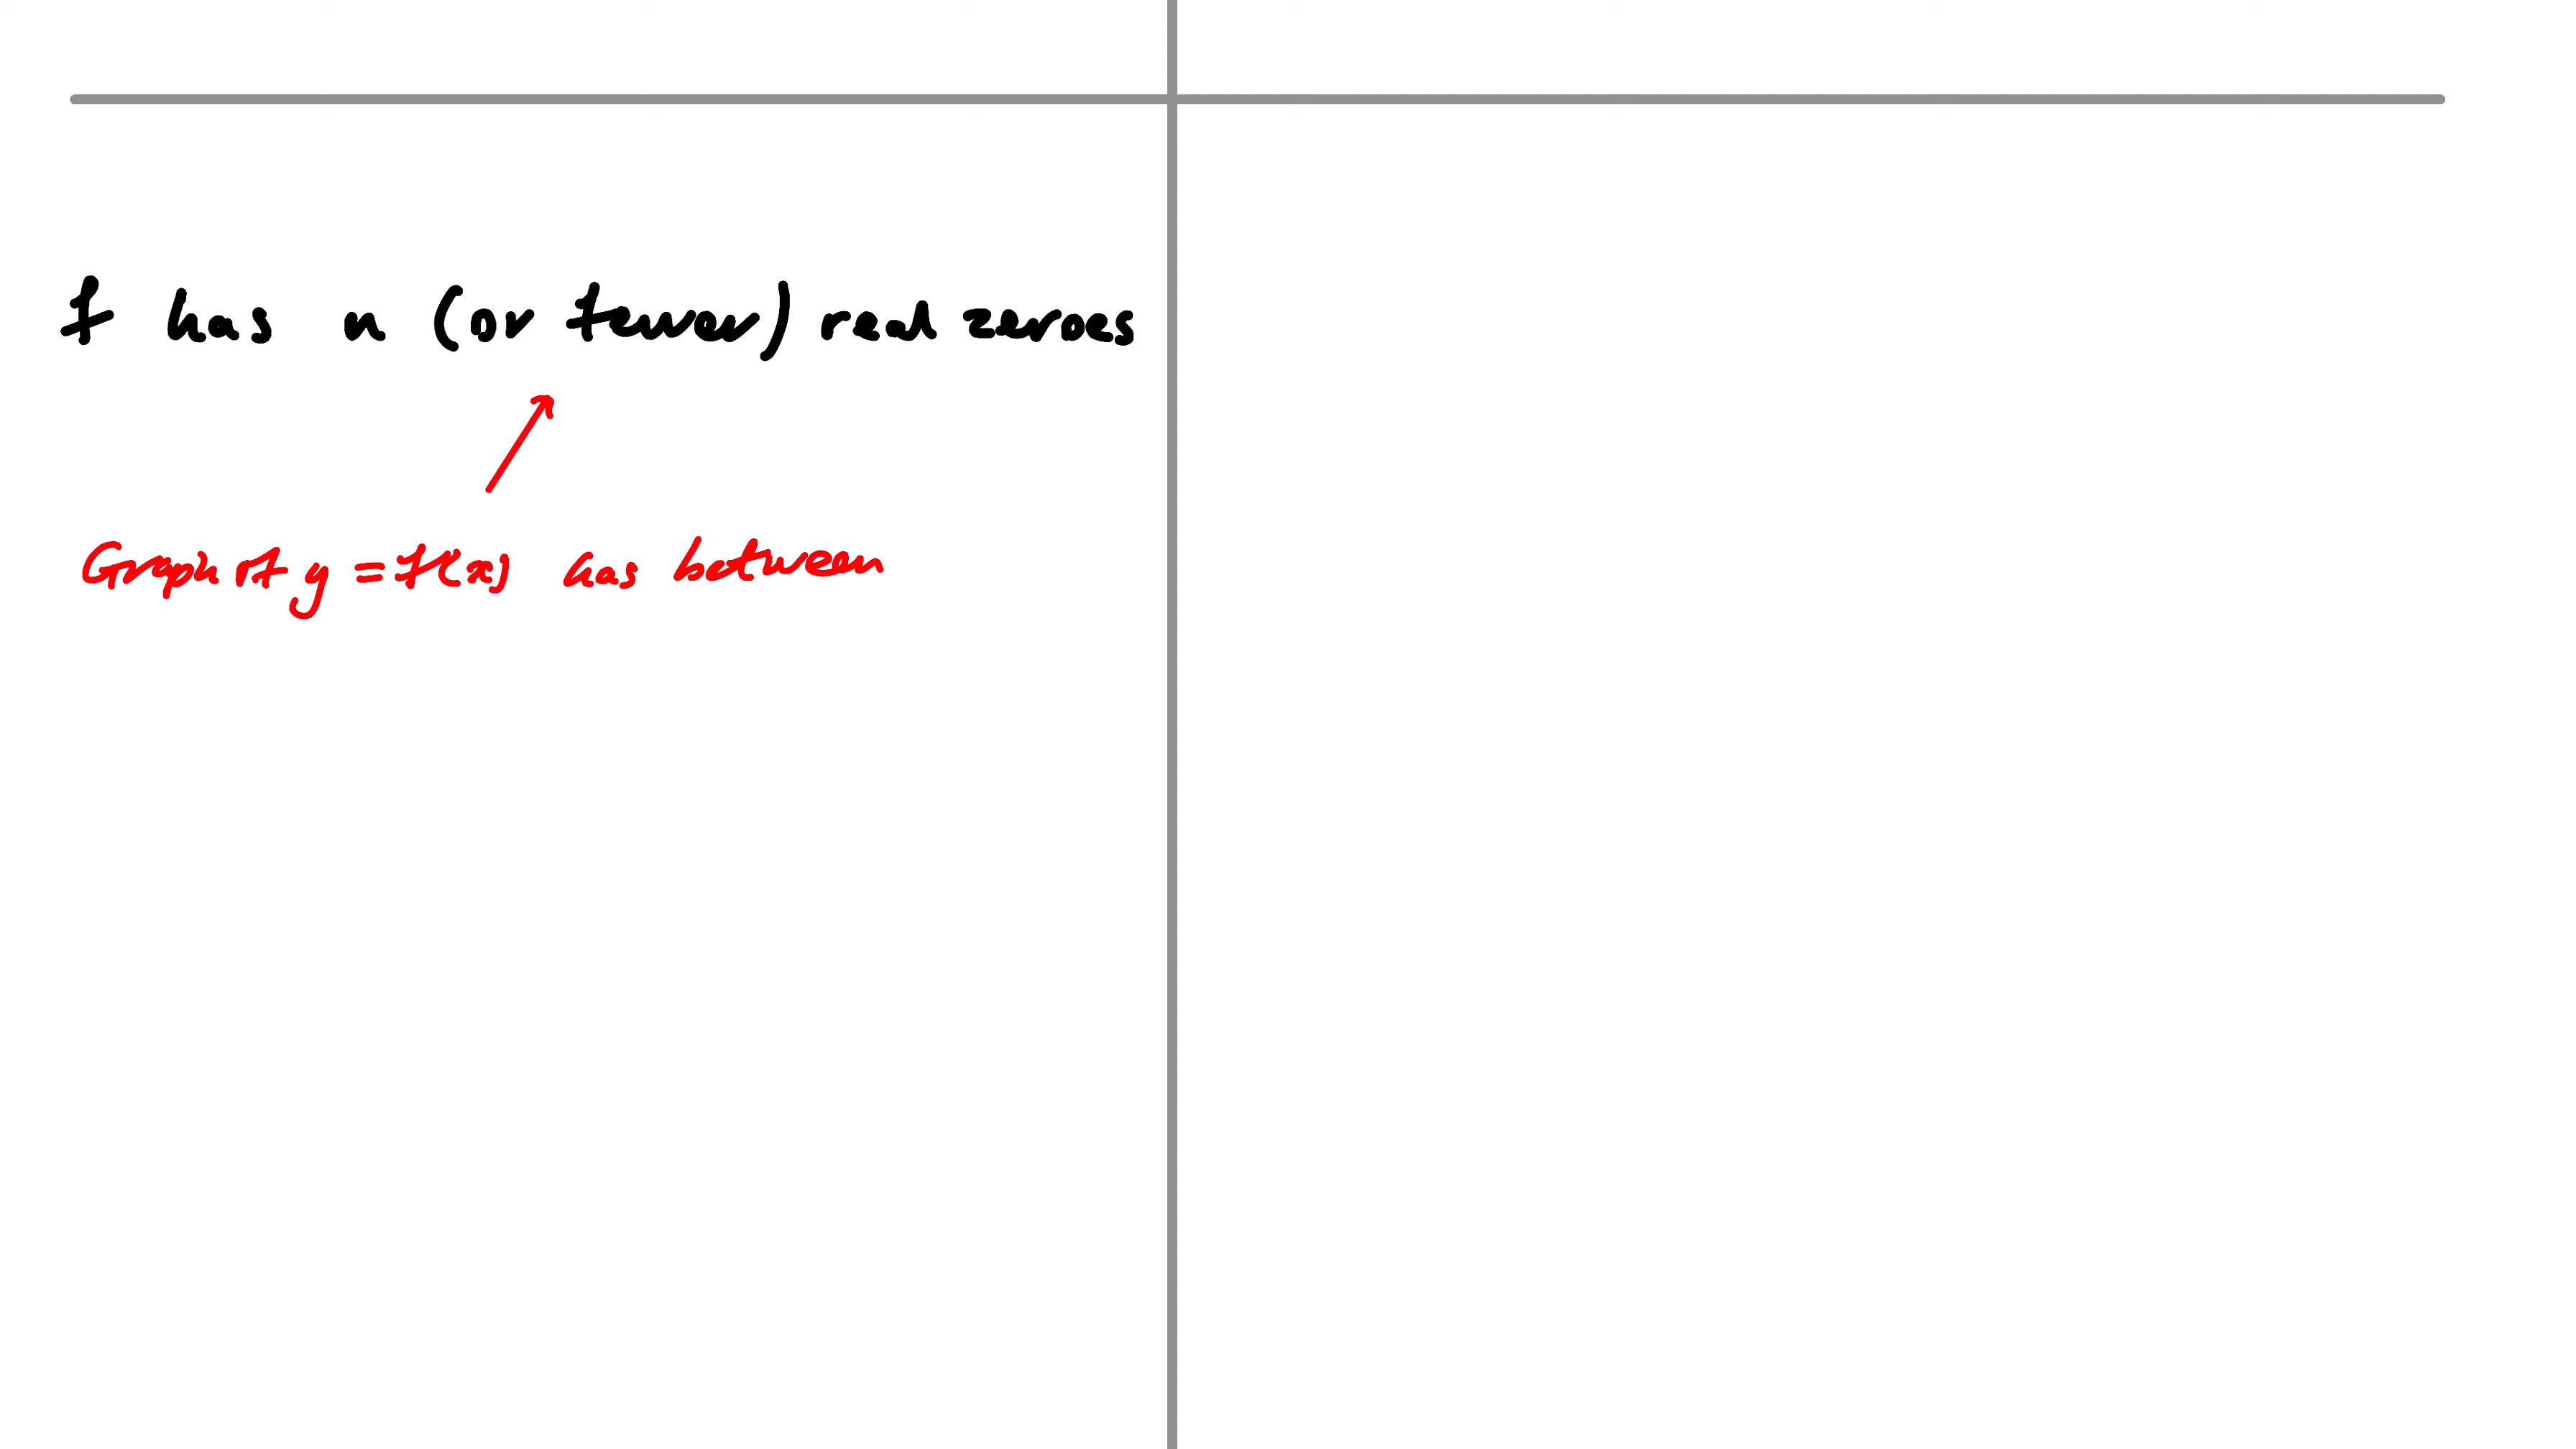 f has n (or fewer) real zeroes
Graph of y = f(x) has between